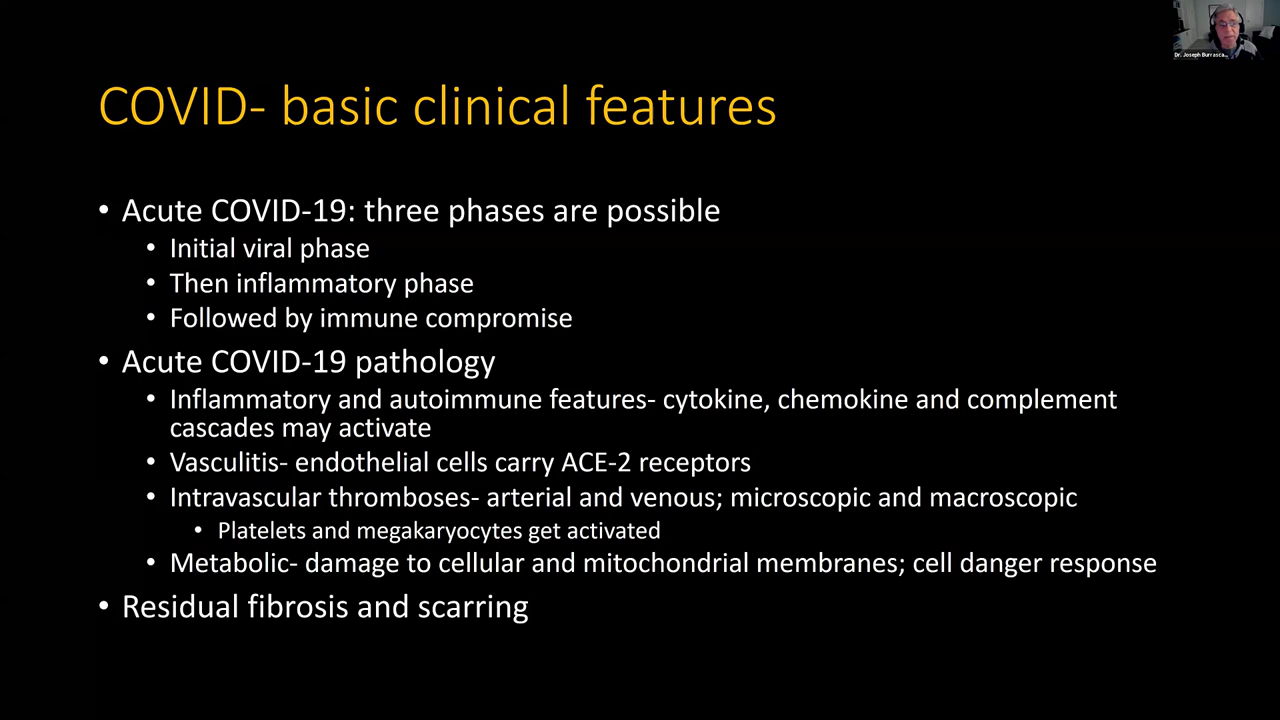 COVID- basic clinical features
• Acute COVID-19: three phases are possible
• Initial viral phase
• Then inflammatory phase
• Followed by immune compromise
• Acute COVID-19 pathology
• Inflammatory and autoimmune features- cytokine, chemokine and complement
cascades may activate
• Vasculitis- endothelial cells carry ACE-2 receptors
• Intravascular thromboses- arterial and venous; microscopic and macroscopic
• Platelets and megakaryocytes get activated
• Metabolic- damage to cellular and mitochondrial membranes; cell danger response
• Residual fibrosis and scarring
Dr. Joseph Burrasca...